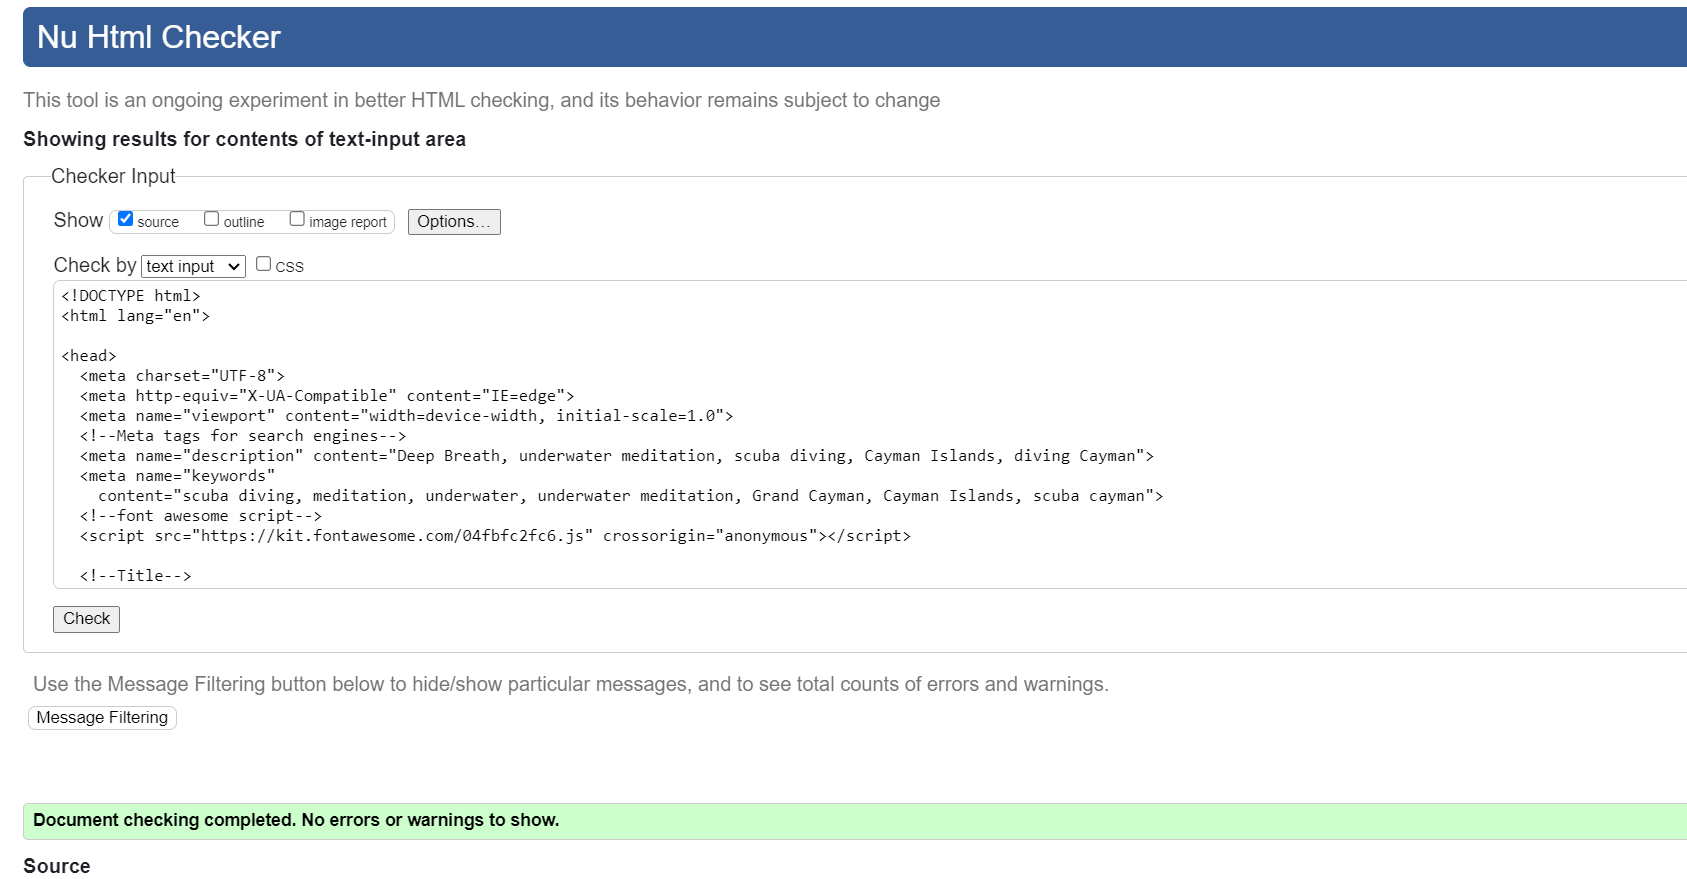 Nu Html Checker
This tool is an ongoing experiment in better HTML checking, and its behavior remains subject to change
Showing results for contents of text-input area
Checker Input
Show source outline image report Options...
Check by text input CSS
<!DOCTYPE html>
<html lang="en">
<head>
<meta charset="UTF-8">
<meta http-equiv="X-UA-Compatible" content="IE=edge">
<meta name="viewport" content="width=device-width, initial-scale=1.0">
<!--Meta tags for search engines-->
<meta name="description" content="Deep Breath, underwater meditation, scuba diving, Cayman Islands, diving Cayman">
<meta name="keywords"
content="scuba diving, meditation, underwater, underwater meditation, Grand Cayman, Cayman Islands, scuba cayman">
<!--font awesome script-->
<script src="https://kit.fontawesome.com/04fbfc2fc6.js" crossorigin="anonymous"></script>
<!--Title-->
Check
Use the Message Filtering button below to hide/show particular messages, and to see total counts of errors and warnings.
Message Filtering
Document checking completed. No errors or warnings to show.
Source